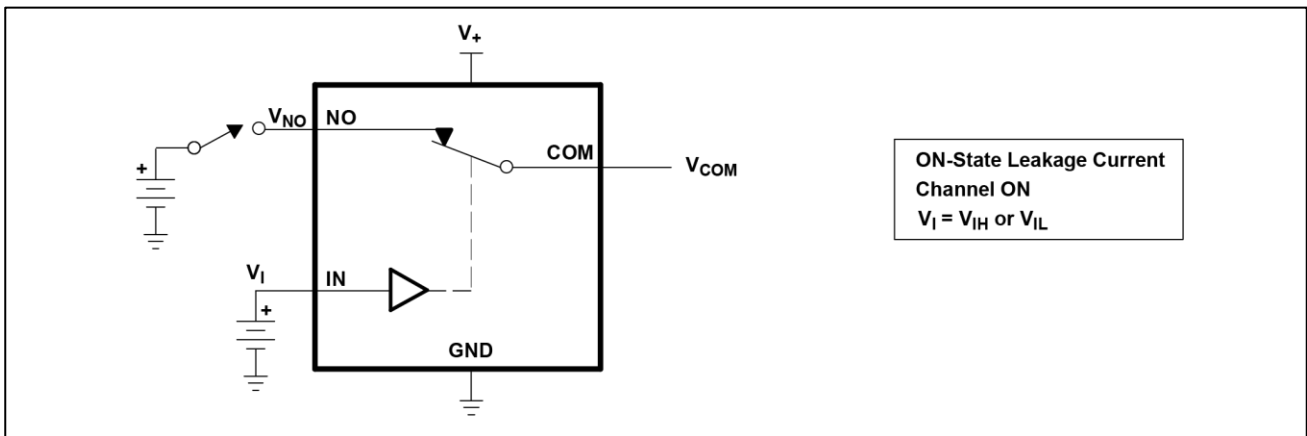 V+
VNO NO
COM
VCOM
+
VI IN
+
GND
ON-State Leakage Current
Channel ON
VI = VIH or VIL